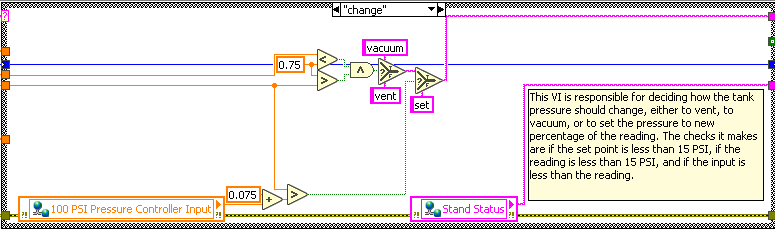 "change"
vacuum
0.75
vent
set
This VI is responsible for deciding how the tank
pressure should change, either to vent, to
vacuum, or to set the pressure to new
percentage of the reading. The checks it makes
are if the set point is less than 15 PSI, if the
reading is less than 15 PSI, and if the input is
less than the reading.
0.075
100 PSI Pressure Controller Input
Stand Status